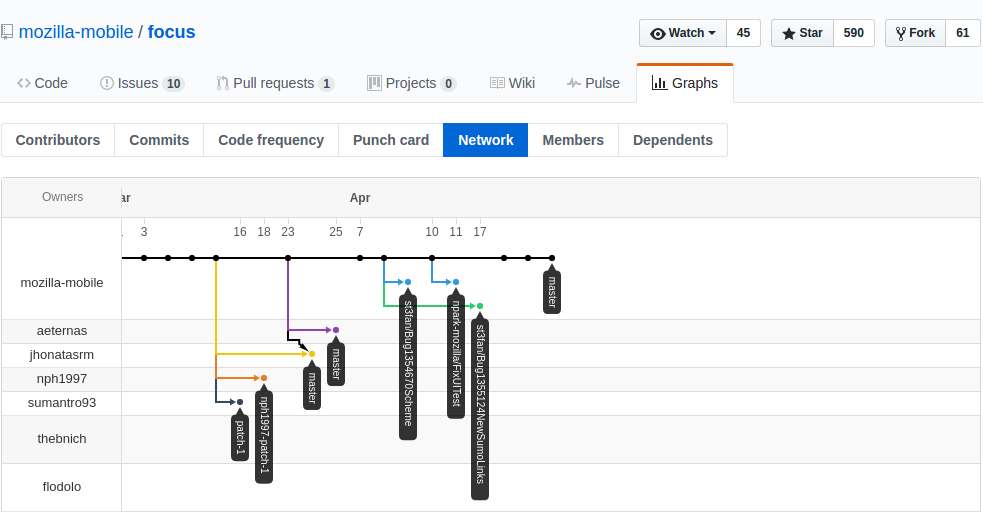 mozilla-mobile / focus
Watch 45 Star 590 Fork 61
Code Issues 10 Pull requests 1 Projects 0 Wiki Pulse Graphs
Contributors Commits Code frequency Punch card Network Members Dependents
Owners ar Apr
3 16 18 23 25 7 10 11 17
mozilla-mobile
master
st3fan/Bug1354670Scheme
npark-mozilla/FixUITest
st3fan/Bug1355124NewSumoLinks
aeternas
master
jhonatasrm
master
nph1997
nph1997-patch-1
sumantro93
patch-1
thebnich
flodolo